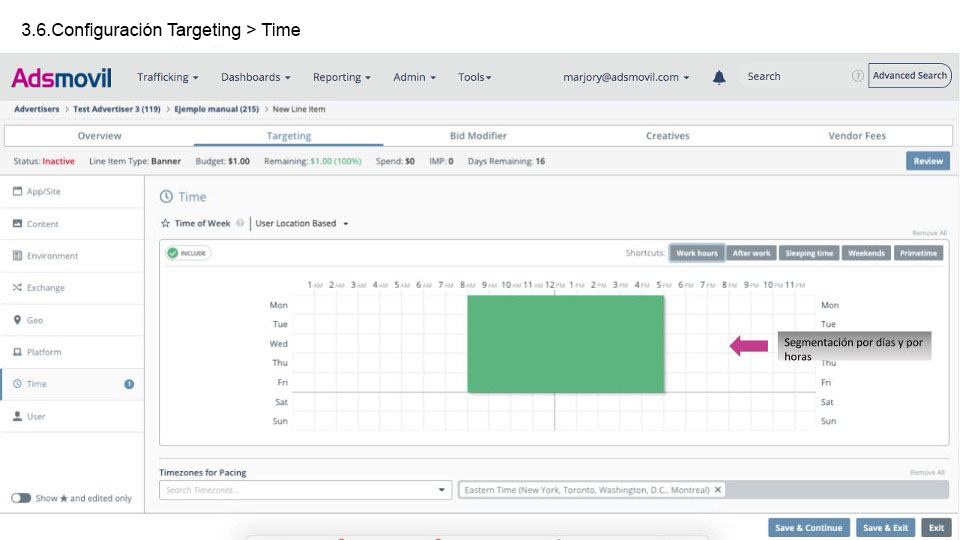 3.6.Configuración Targeting > Time
Adsmovil Trafficking Dashboards Reporting Admin Tools marjory@adsmovil.com Search ? Advanced Search
Advertisers > Test Advertiser 3 (119) > Ejemplo manual (215) > New Line Item
Overview Targeting Bid Modifier Creatives Vendor Fees
Status: Inactive Line Item Type: Banner Budget: $1.00 Remaining: $1.00 (100%) Spend: $0 IMP: 0 Days Remaining: 16 Review
App/Site
Content
Environment
Exchange
Geo
Platform
Time 1
User
Show ★ and edited only
Time
Time of Week ? User Location Based
Remove All
INCLUDE Shortcuts: Work hours After work Sleeping time Weekends Primetime
1 AM 2 AM 3 AM 4 AM 5 AM 6 AM 7 AM 8 AM 9 AM 10 AM 11 AM 12 PM 1 PM 2 PM 3 PM 4 PM 5 PM 6 PM 7 PM 8 PM 9 PM 10 PM 11 PM
Mon Mon
Tue Tue
Wed
Thu Thu
Fri Fri
Sat Sat
Sun Sun
Segmentación por días y por
horas
Timezones for Pacing Remove All
Search Timezones... Eastern Time (New York, Toronto, Washington, D.C., Montreal) ×
Save & Continue Save & Exit Exit